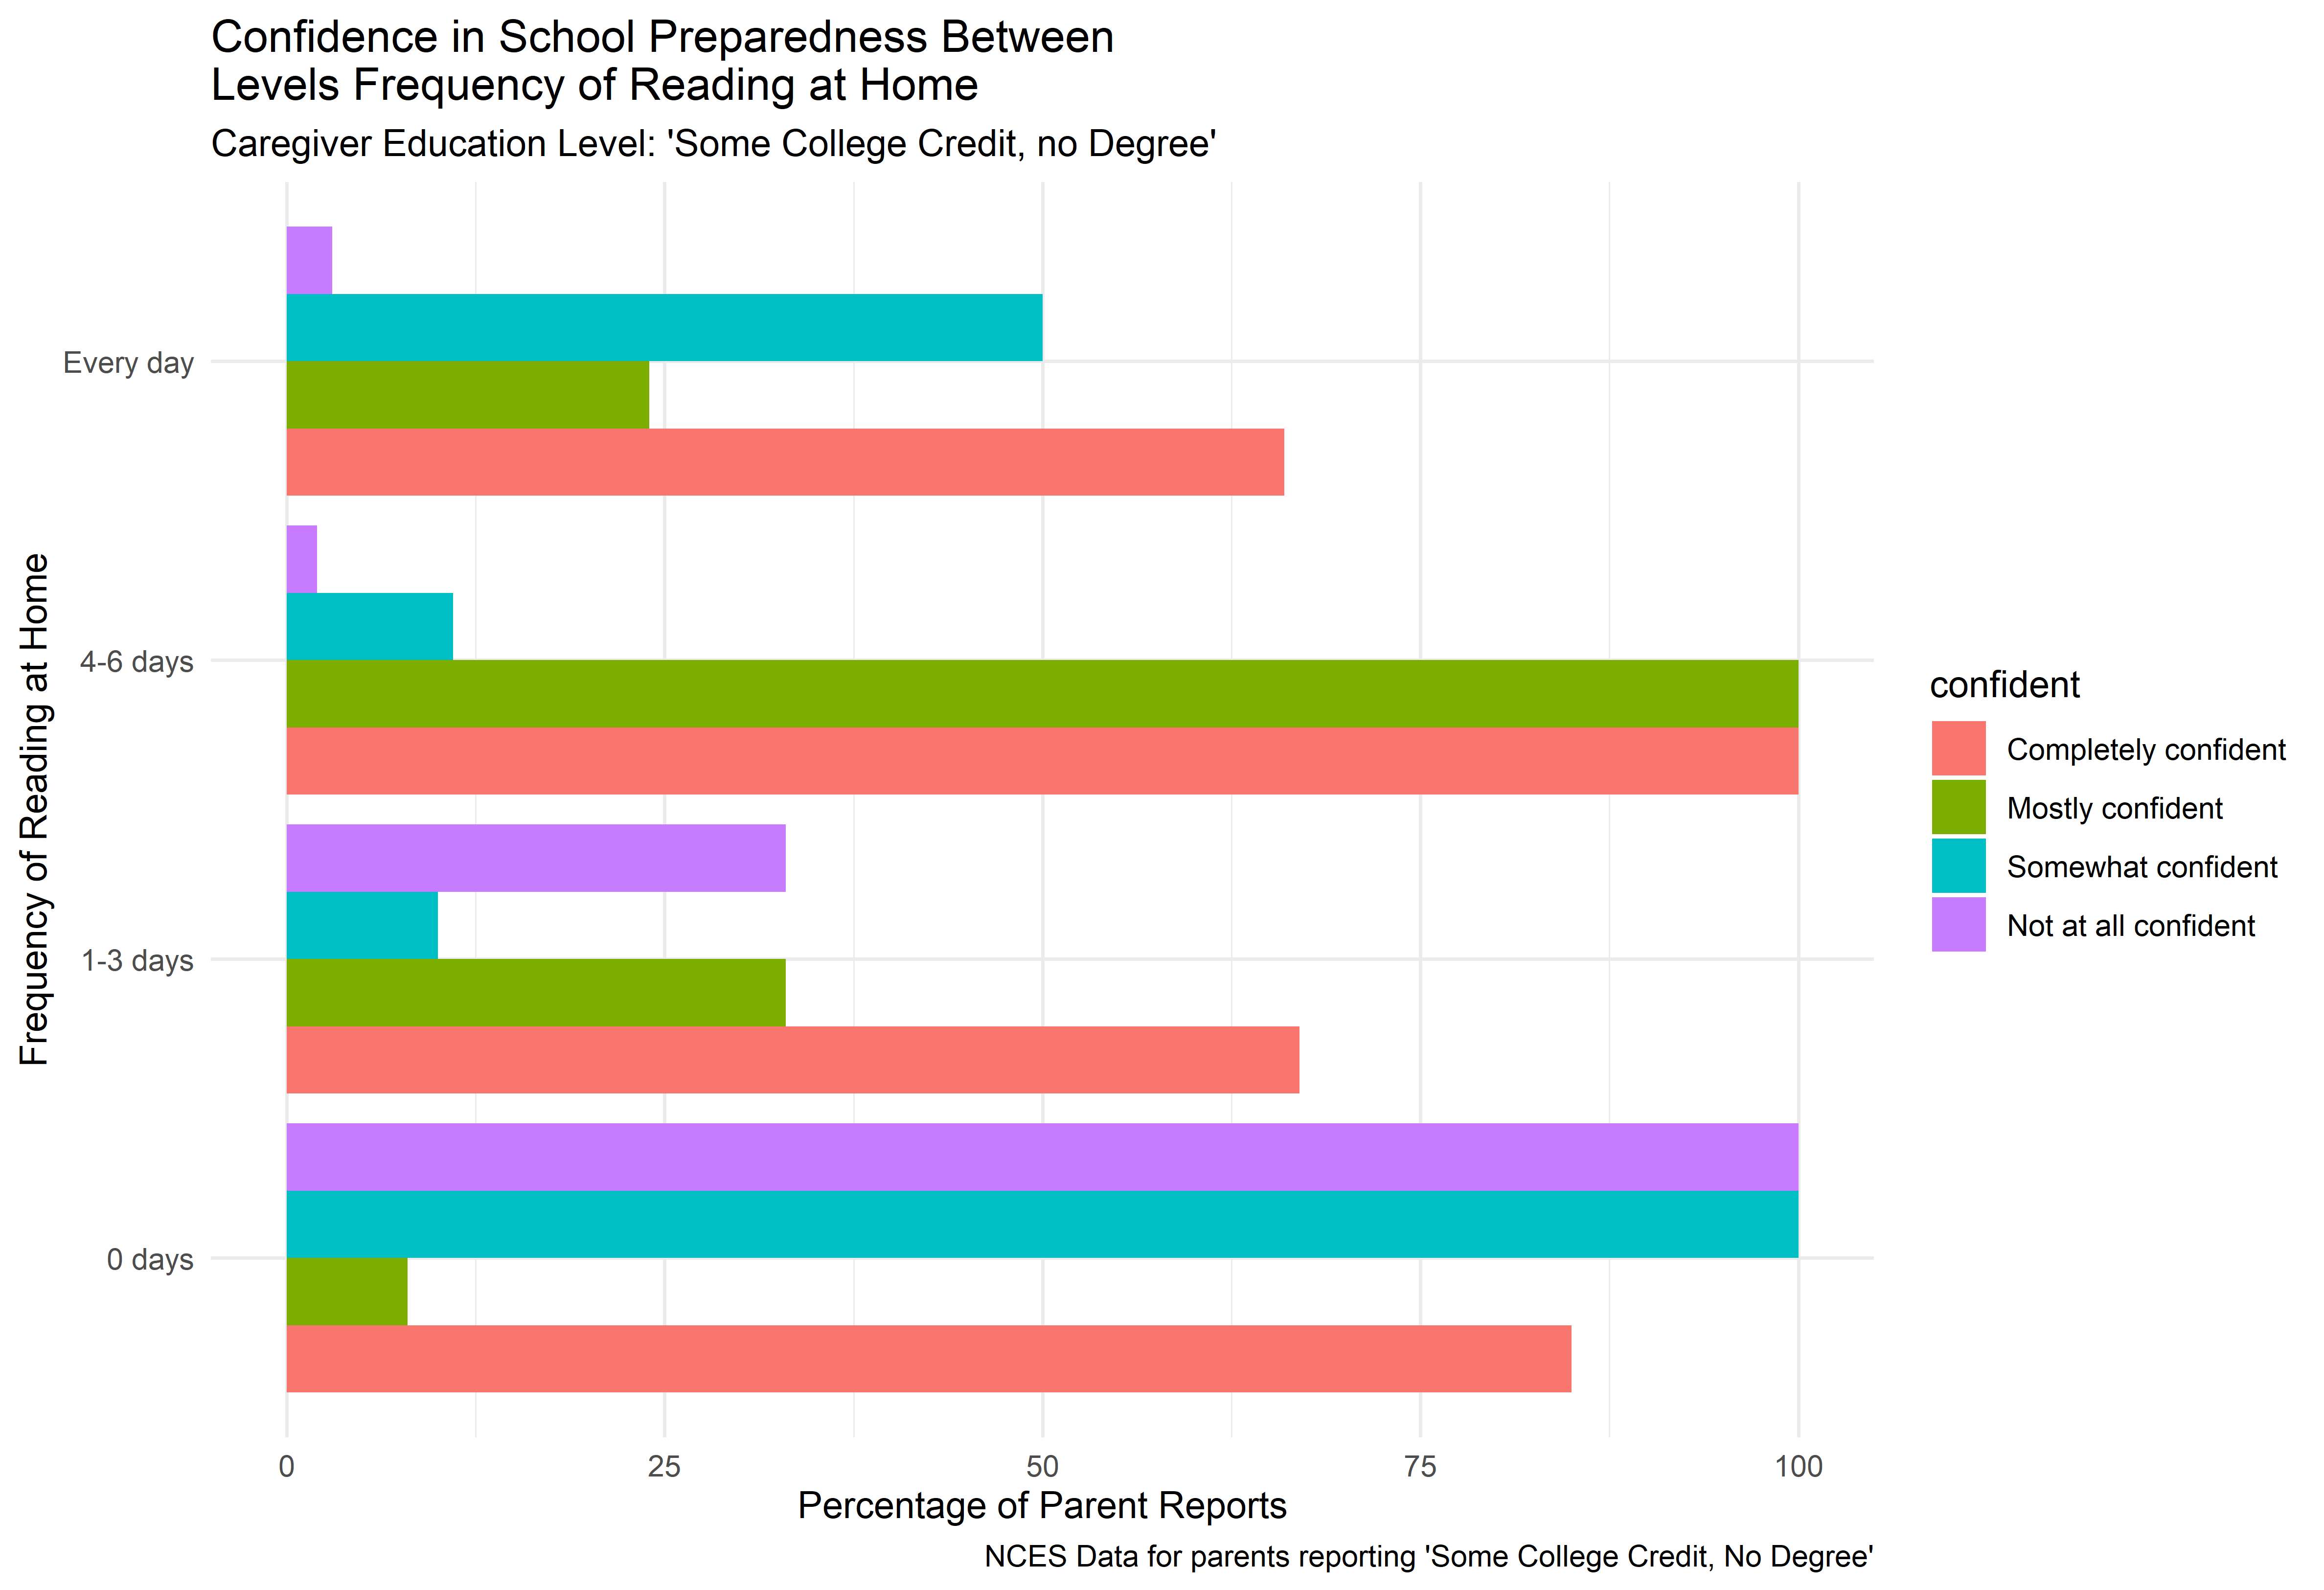 Confidence in School Preparedness Between
Levels Frequency of Reading at Home
Caregiver Education Level: 'Some College Credit, no Degree'
Frequency of Reading at Home
Every day
4-6 days
1-3 days
0 days
0
25
50
75
100
Percentage of Parent Reports
NCES Data for parents reporting 'Some College Credit, No Degree'
confident
Completely confident
Mostly confident
Somewhat confident
Not at all confident